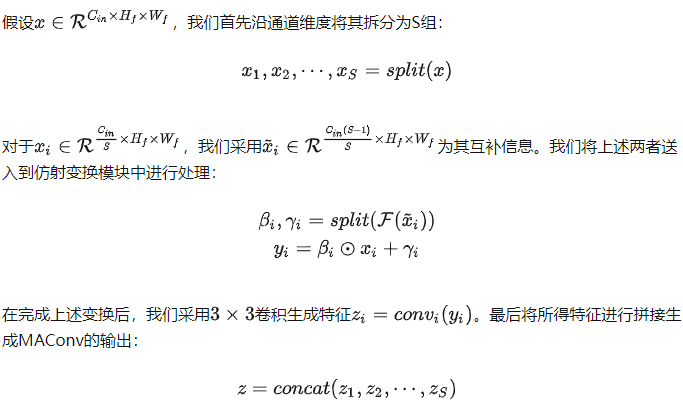 假设$x \in \mathcal{R}^{C_{in} \times H_f \times W_f}$，我们首先沿通道维度将其拆分为S组：
$x_1, x_2, \cdots, x_S = split(x)$
对于$x_i \in \mathcal{R}^{\frac{C_{in}}{S} \times H_f \times W_f}$，我们采用$\tilde{x}_i \in \mathcal{R}^{\frac{C_{in}(S-1)}{S} \times H_f \times W_f}$为其互补信息。我们将上述两者送
入到仿射变换模块中进行处理：
$\beta_i, \gamma_i = split(\mathcal{F}(\tilde{x}_i))$
$y_i = \beta_i \odot x_i + \gamma_i$
在完成上述变换后，我们采用$3 \times 3$卷积生成特征$z_i = conv_i(y_i)$。最后将所得特征进行拼接生
成MAConv的输出：
$z = concat(z_1, z_2, \cdots, z_S)$